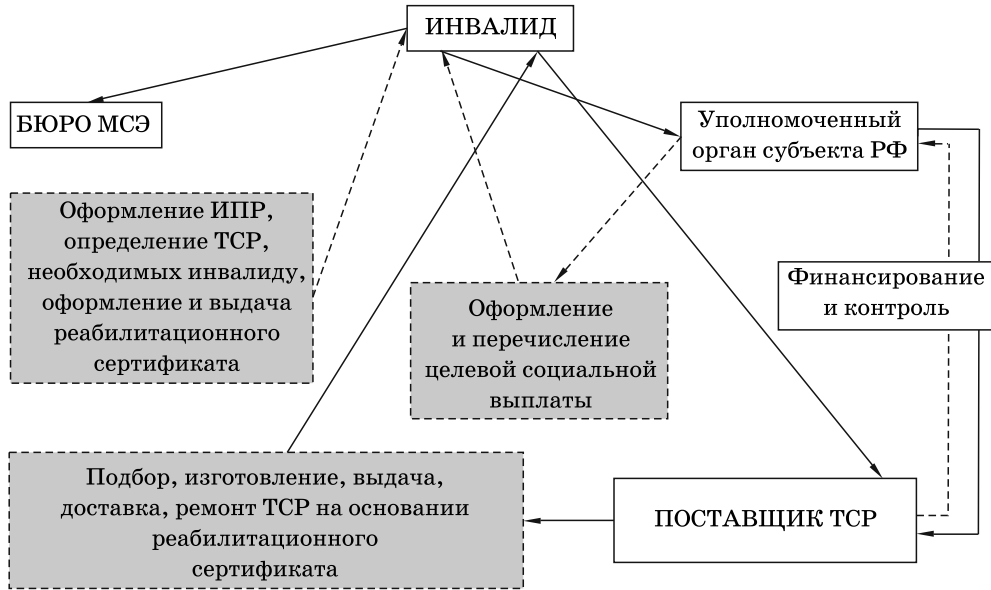 ИНВАЛИД
БЮРО МСЭ
Уполномоченный
орган субъекта РФ
Оформление ИПР,
определение ТСР,
необходимых инвалиду,
оформление и выдача
реабилитационного
сертификата
Финансирование
и контроль
Оформление
и перечисление
целевой социальной
выплаты
Подбор, изготовление, выдача,
доставка, ремонт ТСР на основании
реабилитационного
сертификата
ПОСТАВЩИК ТСР